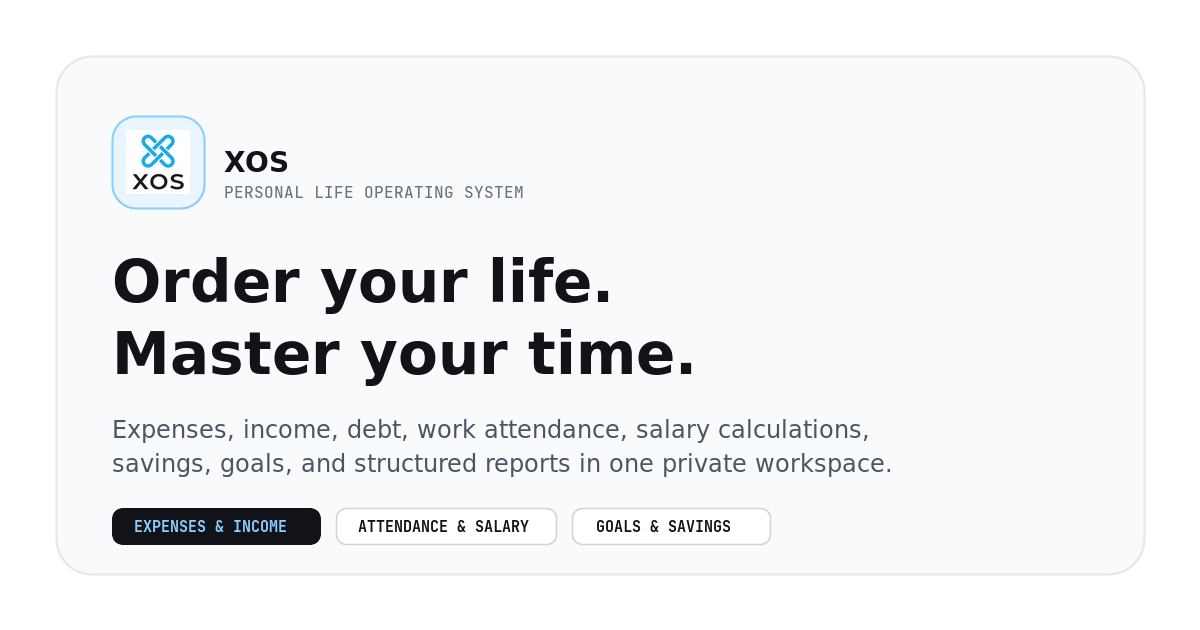 XOS
XOS
PERSONAL LIFE OPERATING SYSTEM
Order your life.
Master your time.
Expenses, income, debt, work attendance, salary calculations,
savings, goals, and structured reports in one private workspace.
EXPENSES & INCOME
ATTENDANCE & SALARY
GOALS & SAVINGS